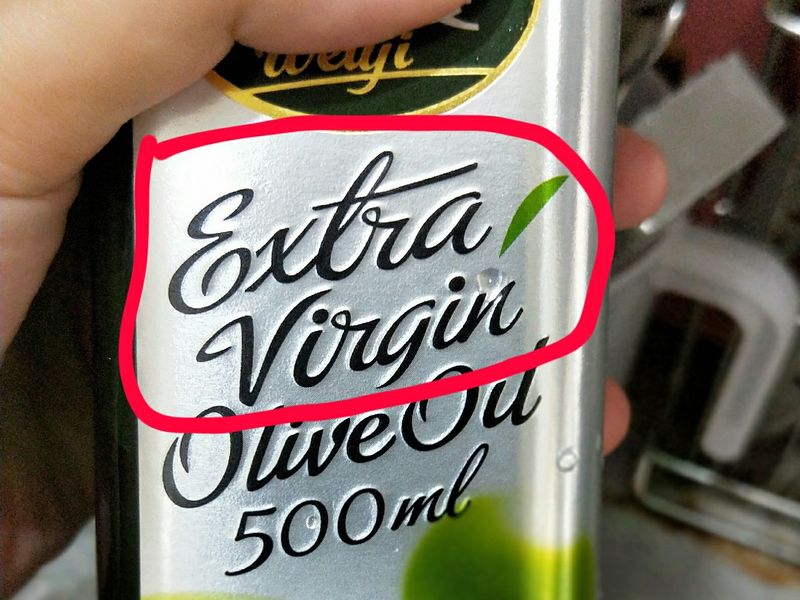 Extra
Virgin
Olive Oil
500ml